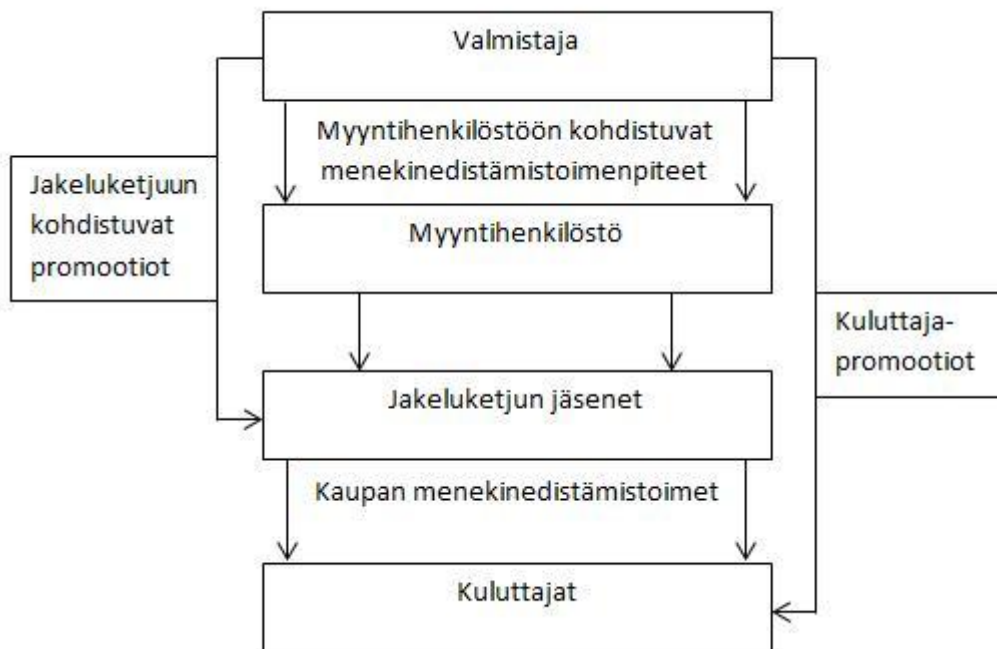 Valmistaja
Myyntihenkilöstöön kohdistuvat
menekinedistämistoimenpiteet
Jakeluketjuun
kohdistuvat
promootiot
Myyntihenkilöstö
Kuluttaja-
promootiot
Jakeluketjun jäsenet
Kaupan menekinedistämistoimet
Kuluttajat